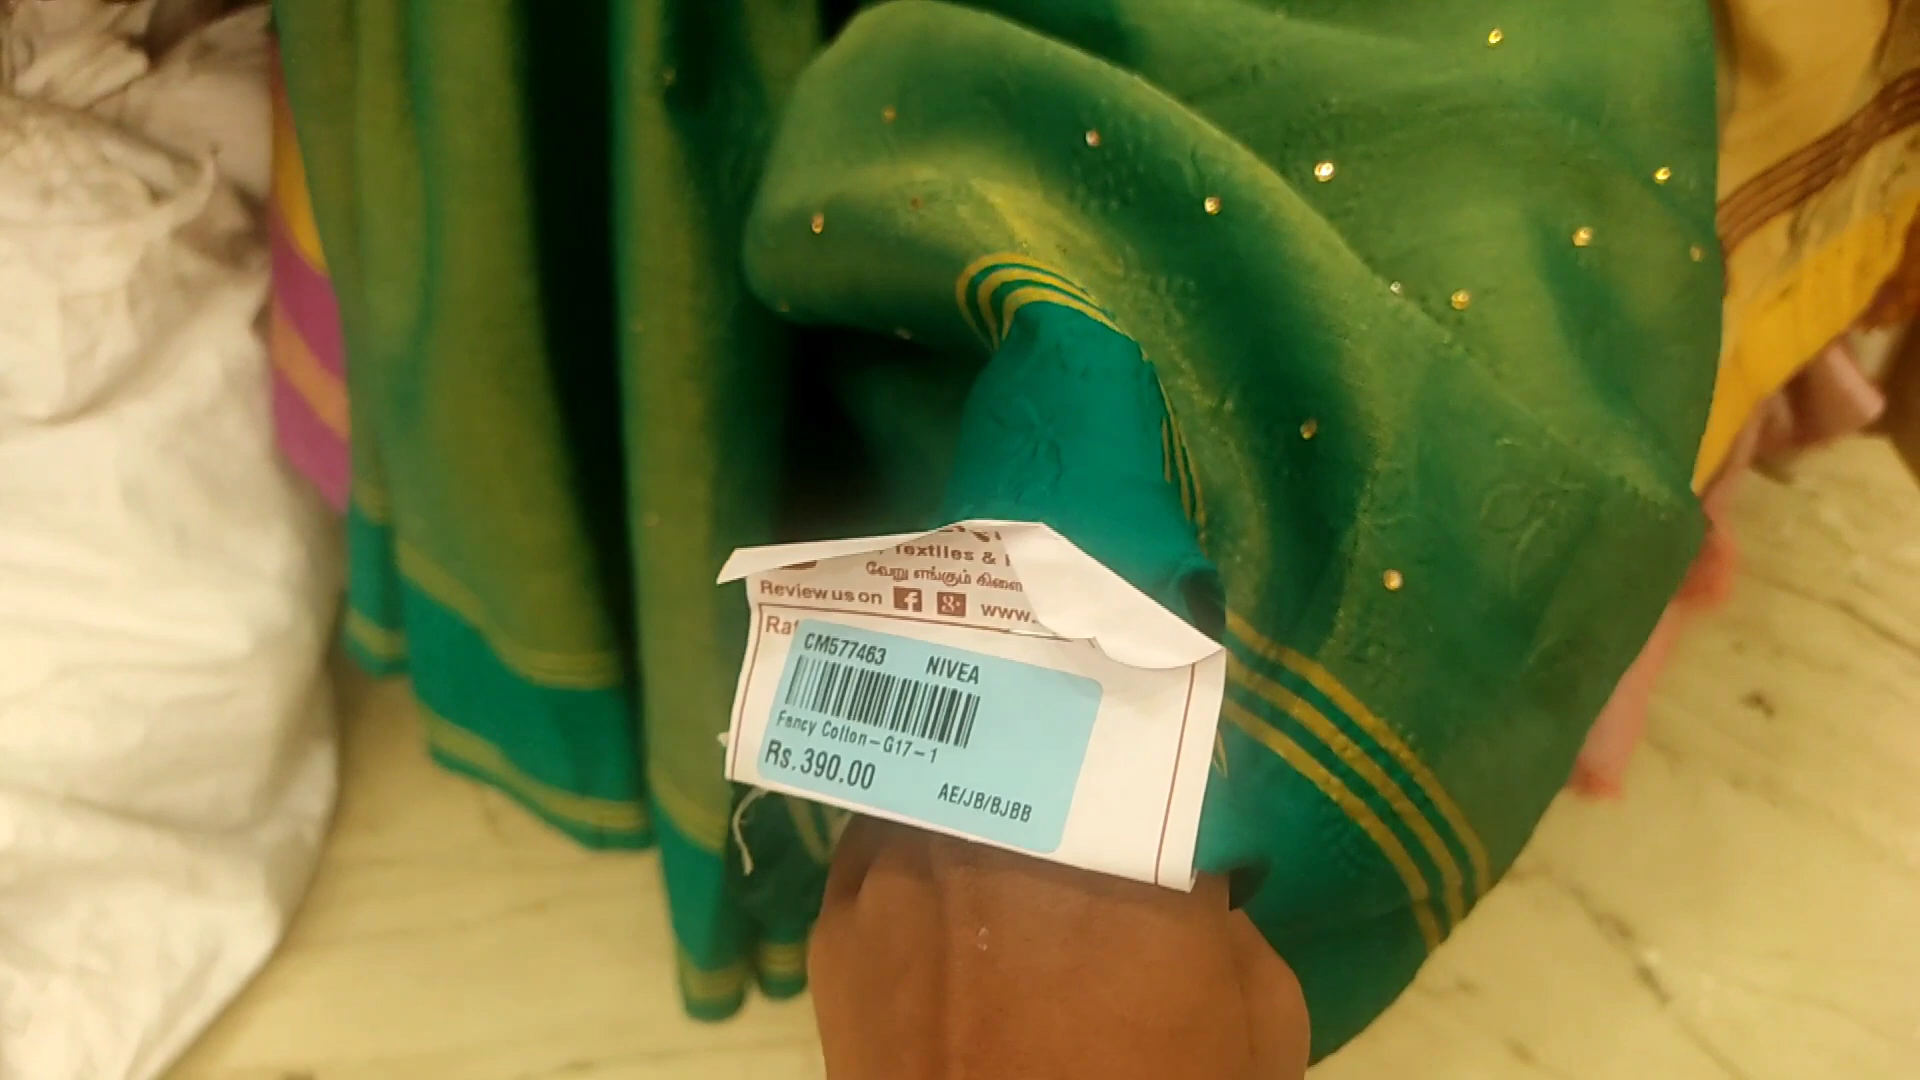 Textiles &
வேறு எங்கும் கிளை
Review us on f g+ www.
CM577463 NIVEA
Fancy Cotton-G17-1
Rs.390.00
AE/JB/BJBB